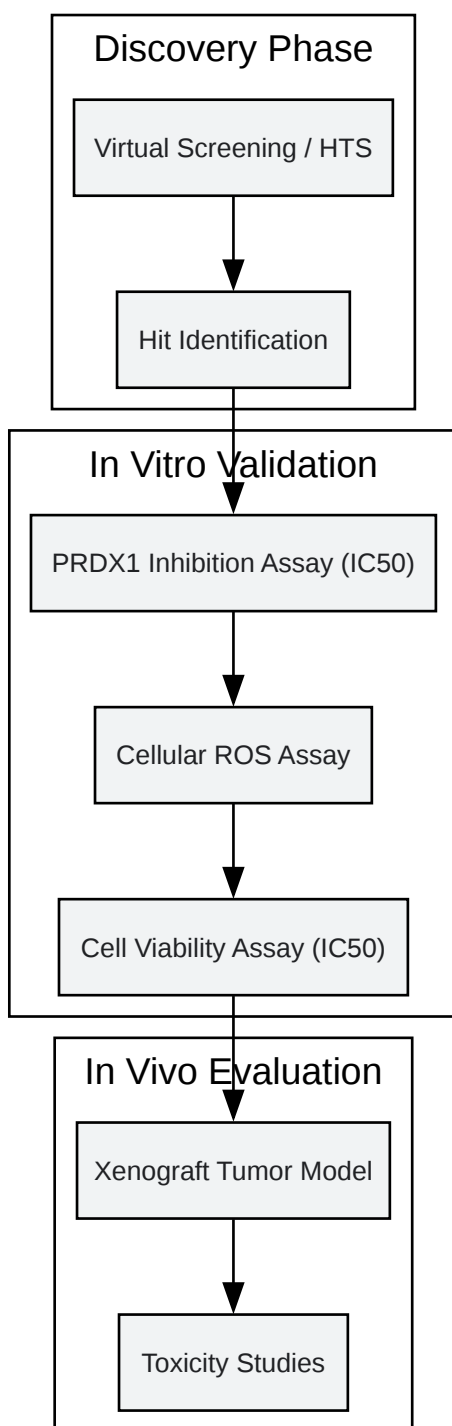 Discovery Phase
Virtual Screening / HTS
Hit Identification
In Vitro Validation
PRDX1 Inhibition Assay (IC50)
Cellular ROS Assay
Cell Viability Assay (IC50)
In Vivo Evaluation
Xenograft Tumor Model
Toxicity Studies